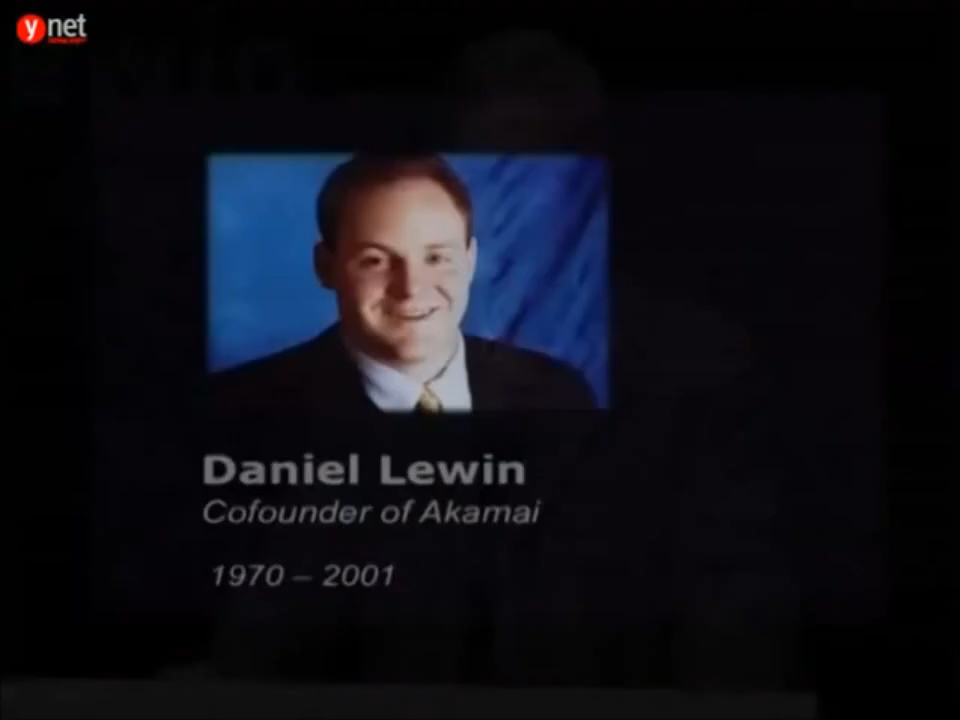 ynet
Daniel Lewin
Cofounder of Akamai
1970 – 2001